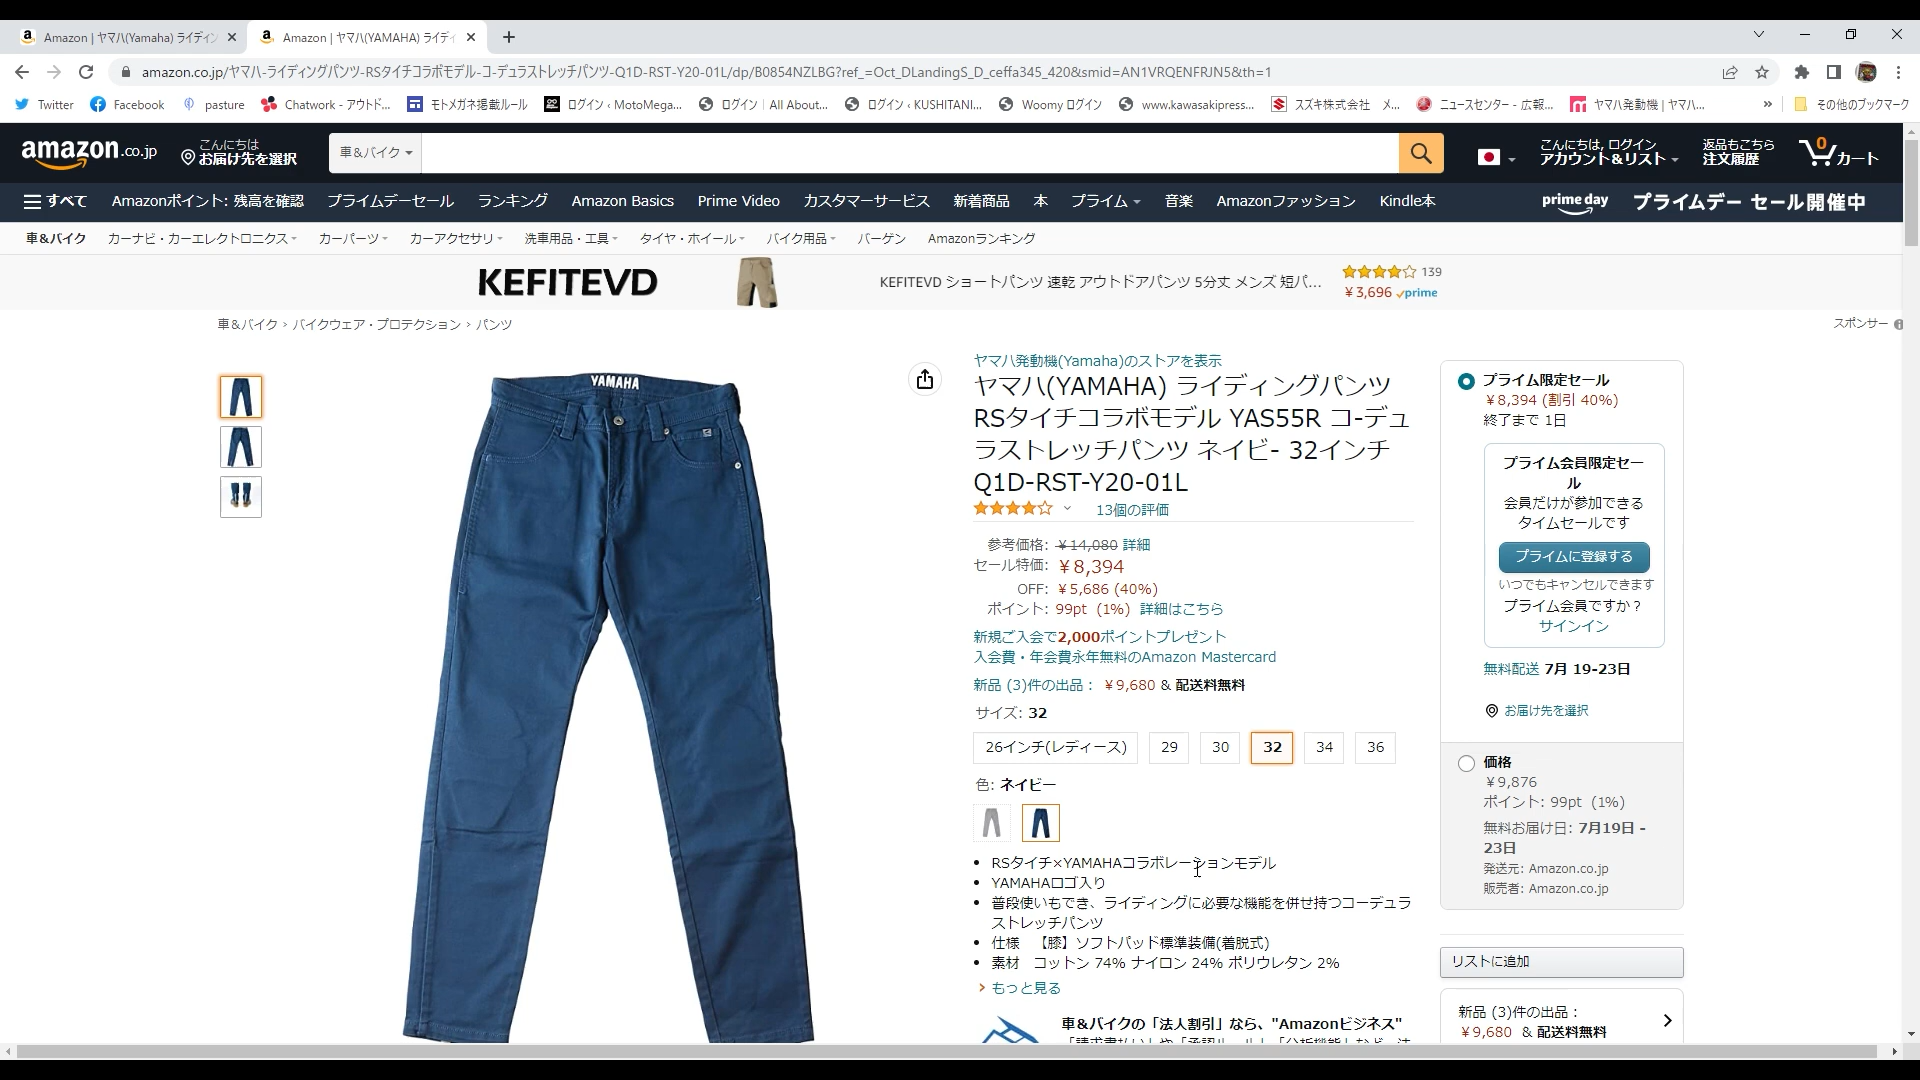 Amazon | ヤマハ(Yamaha) ライディン
Amazon | ヤマハ(YAMAHA) ライデ
amazon.co.jp/ヤマハ-ライディングパンツ-RSタイチコラボモデル-コ-デュラストレッチパンツ-Q1D-RST-Y20-01L/dp/B0854NZLBG?ref_=Oct_DLandingS_D_ceffa345_420&smid=AN1VRQENFRJN5&th=1
Twitter Facebook pasture Chatwork - アウトド... モトメガネ掲載ルール ログイン ‹ MotoMega... ログイン | All About... ログイン ‹ KUSHITANI... Woomy ログイン www.kawasakipress... スズキ株式会社 メ... ニュースセンター - 広報... ヤマハ発動機 | ヤマハ... » その他のブックマーク
amazon.co.jp
こんにちは
お届け先を選択
車&バイク
こんにちは, ログイン
アカウント&リスト
返品もこちら
注文履歴
0
カート
すべて Amazonポイント: 残高を確認 プライムデーセール ランキング Amazon Basics Prime Video カスタマーサービス 新着商品 本 プライム 音楽 Amazonファッション Kindle本 prime day プライムデー セール開催中
車&バイク カーナビ・カーエレクトロニクス カーパーツ カーアクセサリ 洗車用品・工具 タイヤ・ホイール バイク用品 バーゲン Amazonランキング
KEFITEVD
KEFITEVD ショートパンツ 速乾 アウトドアパンツ 5分丈 メンズ 短パ...
139
¥3,696 prime
車&バイク › バイクウェア・プロテクション › パンツ
スポンサー
YAMAHA
ヤマハ発動機(Yamaha)のストアを表示
ヤマハ(YAMAHA) ライディングパンツ
RSタイチコラボモデル YAS55R コ-デュ
ラストレッチパンツ ネイビ- 32インチ
Q1D-RST-Y20-01L
13個の評価
参考価格: ¥14,080 詳細
セール特価: ¥8,394
OFF: ¥5,686 (40%)
ポイント: 99pt (1%) 詳細はこちら
新規ご入会で2,000ポイントプレゼント
入会費・年会費永年無料のAmazon Mastercard
新品 (3)件の出品: ¥9,680 & 配送料無料
サイズ: 32
26インチ(レディース) 29 30 32 34 36
色: ネイビー
RSタイチ×YAMAHAコラボレーションモデル
YAMAHAロゴ入り
普段使いもでき、ライディングに必要な機能を併せ持つコーデュラ
ストレッチパンツ
仕様 【膝】ソフトパッド標準装備(着脱式)
素材 コットン 74% ナイロン 24% ポリウレタン 2%
› もっと見る
車&バイクの「法人割引」なら、"Amazonビジネス"
プライム限定セール
¥8,394 (割引 40%)
終了まで 1日
プライム会員限定セー
ル
会員だけが参加できる
タイムセールです
プライムに登録する
いつでもキャンセルできます
プライム会員ですか?
サインイン
無料配送 7月 19-23日
お届け先を選択
価格
¥9,876
ポイント: 99pt (1%)
無料お届け日: 7月19日 -
23日
発送元: Amazon.co.jp
販売者: Amazon.co.jp
リストに追加
新品 (3)件の出品:
¥9,680 & 配送料無料